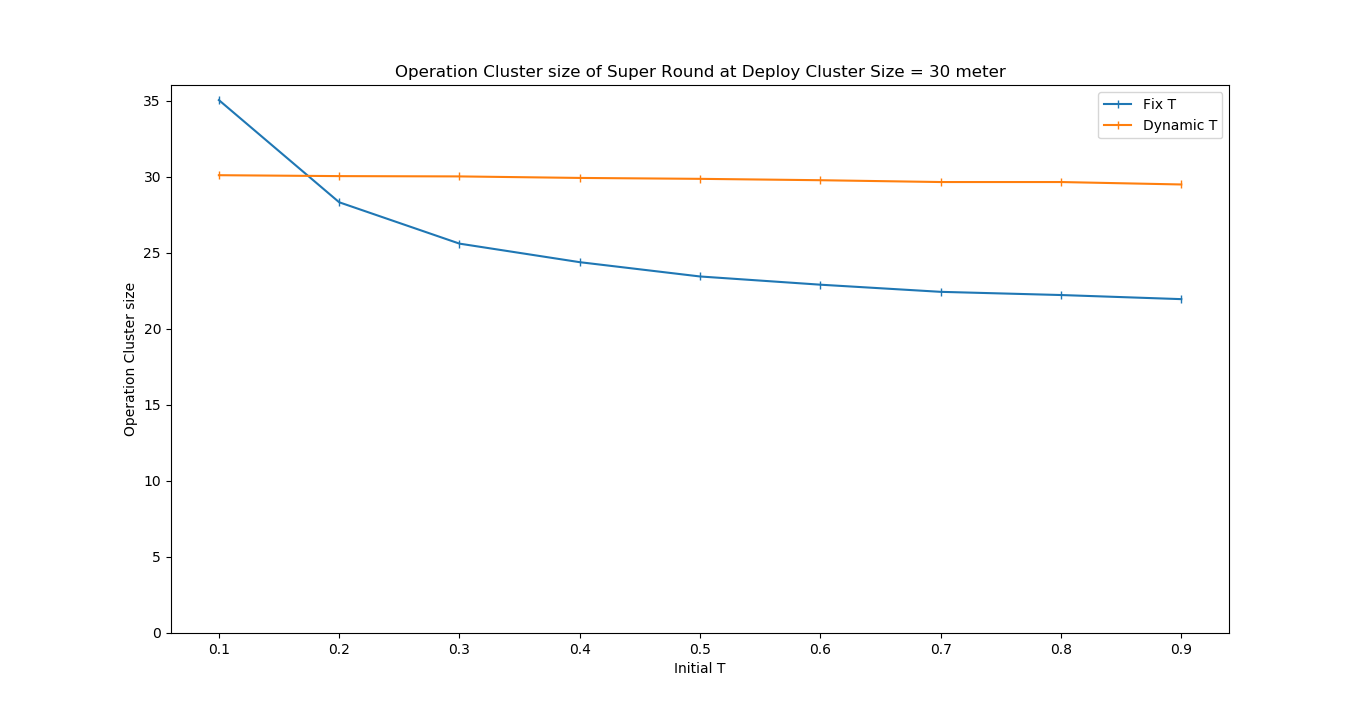 Operation Cluster size of Super Round at Deploy Cluster Size = 30 meter
Fix T
Dynamic T
35
30
25
20
15
10
5
0
Operation Cluster size
0.1 0.2 0.3 0.4 0.5 0.6 0.7 0.8 0.9
Initial T